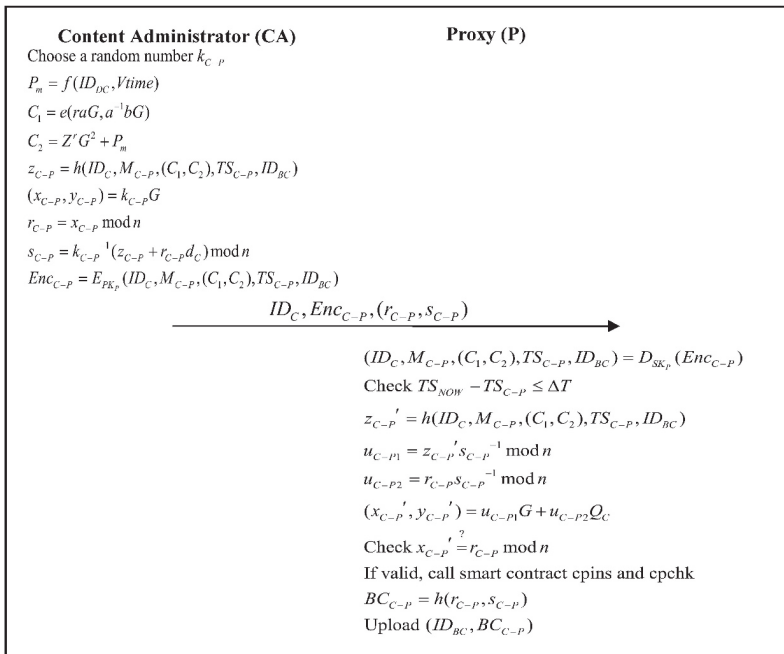 Content Administrator (CA) Proxy (P)
Choose a random number k_{C-P}
P_m = f(ID_{DC}, Vtime)
C_1 = e(raG, a^{-1}bG)
C_2 = Z^r G^2 + P_m
z_{C-P} = h(ID_C, M_{C-P}, (C_1, C_2), TS_{C-P}, ID_{BC})
(x_{C-P}, y_{C-P}) = k_{C-P}G
r_{C-P} = x_{C-P} mod n
s_{C-P} = k_{C-P}^{-1}(z_{C-P} + r_{C-P}d_C) mod n
Enc_{C-P} = E_{PK_P}(ID_C, M_{C-P}, (C_1, C_2), TS_{C-P}, ID_{BC})
ID_C, Enc_{C-P}, (r_{C-P}, s_{C-P})
(ID_C, M_{C-P}, (C_1, C_2), TS_{C-P}, ID_{BC}) = D_{SK_P}(Enc_{C-P})
Check TS_{NOW} − TS_{C-P} ≤ ΔT
z_{C-P}' = h(ID_C, M_{C-P}, (C_1, C_2), TS_{C-P}, ID_{BC})
u_{C-P1} = z_{C-P}' s_{C-P}^{-1} mod n
u_{C-P2} = r_{C-P} s_{C-P}^{-1} mod n
(x_{C-P}', y_{C-P}') = u_{C-P1}G + u_{C-P2}Q_C
Check x_{C-P}' =? r_{C-P} mod n
If valid, call smart contract cpins and cpchk
BC_{C-P} = h(r_{C-P}, s_{C-P})
Upload (ID_{BC}, BC_{C-P})